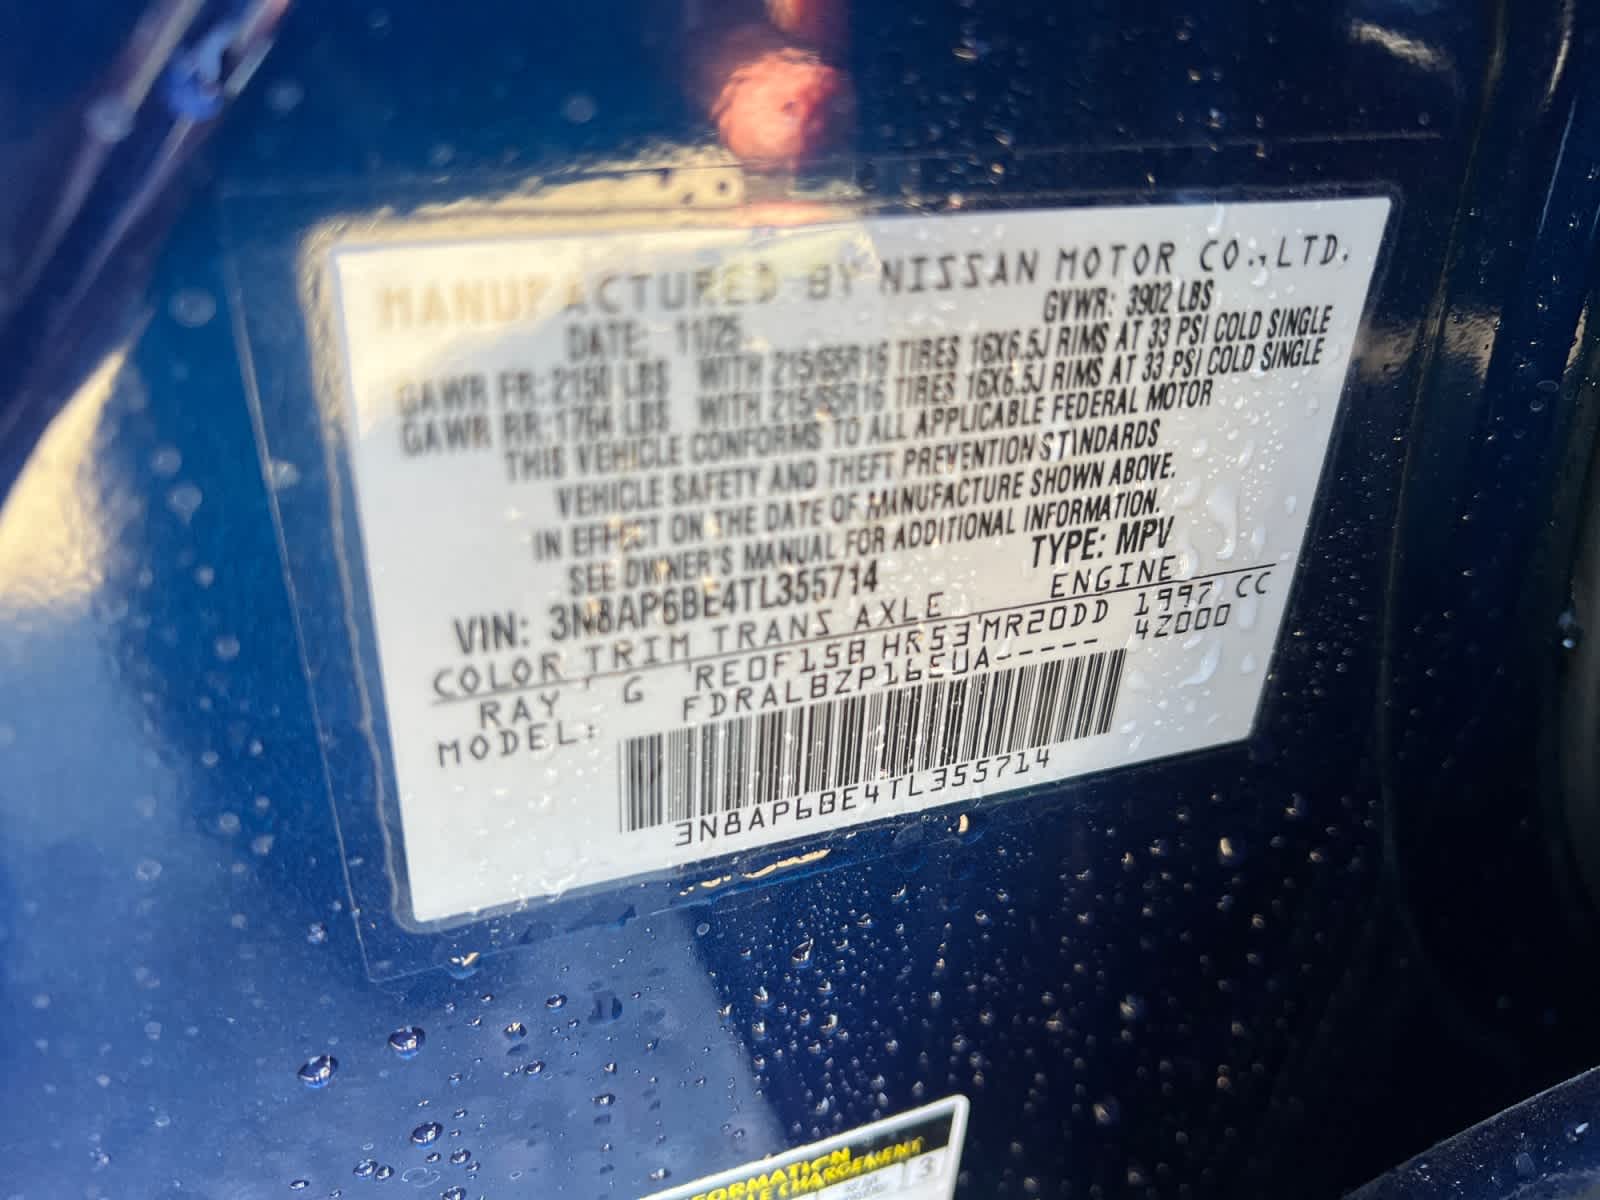 MANUFACTURED BY NISSAN MOTOR CO.,LTD.
DATE: 11/25 GVWR: 3902 LBS
GAWR FR: 2150 LBS WITH 215/65R16 TIRES 16X6.5J RIMS AT 33 PSI COLD SINGLE
GAWR RR: 1764 LBS WITH 215/65R16 TIRES 16X6.5J RIMS AT 33 PSI COLD SINGLE
THIS VEHICLE CONFORMS TO ALL APPLICABLE FEDERAL MOTOR
VEHICLE SAFETY AND THEFT PREVENTION STANDARDS
IN EFFECT ON THE DATE OF MANUFACTURE SHOWN ABOVE.
SEE OWNER'S MANUAL FOR ADDITIONAL INFORMATION.
VIN: 3N8AP6BE4TL355714 TYPE: MPV
COLOR TRIM TRANS AXLE ENGINE
RAY G RE0F15B HR53 MR20DD 1997 CC
MODEL: FDRALBZP16EUA----- 4Z000
3N8AP6BE4TL355714
CHARGEMENT
3